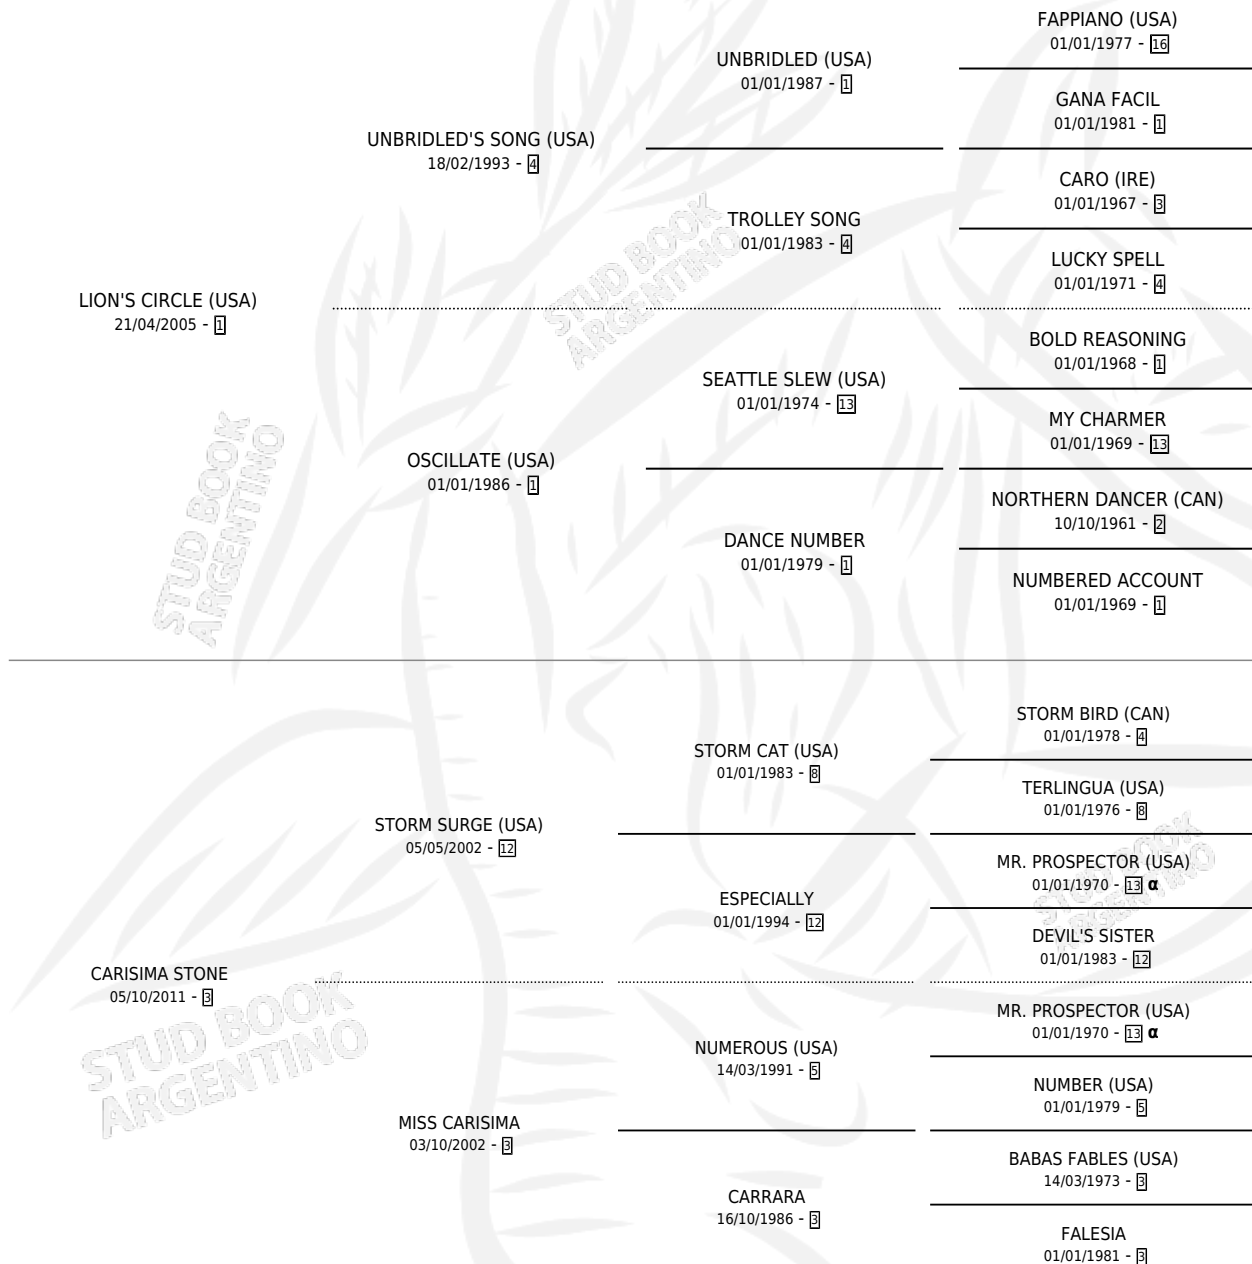 FAPPIANO (USA)
01/01/1977 - 16
UNBRIDLED (USA)
01/01/1987 - 1
GANA FACIL
01/01/1981 - 1
UNBRIDLED'S SONG (USA)
18/02/1993 - 4
CARO (IRE)
01/01/1967 - 3
TROLLEY SONG
01/01/1983 - 4
LUCKY SPELL
01/01/1971 - 4
LION'S CIRCLE (USA)
21/04/2005 - 1
BOLD REASONING
01/01/1968 - 1
SEATTLE SLEW (USA)
01/01/1974 - 13
MY CHARMER
01/01/1969 - 13
OSCILLATE (USA)
01/01/1986 - 1
NORTHERN DANCER (CAN)
10/10/1961 - 2
DANCE NUMBER
01/01/1979 - 1
NUMBERED ACCOUNT
01/01/1969 - 1
STORM BIRD (CAN)
01/01/1978 - 4
STORM CAT (USA)
01/01/1983 - 8
TERLINGUA (USA)
01/01/1976 - 8
STORM SURGE (USA)
05/05/2002 - 12
MR. PROSPECTOR (USA)
01/01/1970 - 13 α
ESPECIALLY
01/01/1994 - 12
DEVIL'S SISTER
01/01/1983 - 12
CARISIMA STONE
05/10/2011 - 3
MR. PROSPECTOR (USA)
01/01/1970 - 13 α
NUMEROUS (USA)
14/03/1991 - 5
NUMBER (USA)
01/01/1979 - 5
MISS CARISIMA
03/10/2002 - 3
BABAS FABLES (USA)
14/03/1973 - 3
CARRARA
16/10/1986 - 3
FALESIA
01/01/1981 - 3
STUD BOOK
ARGENTINO
STUD BOOK
ARGENTINO
STUD BOOK
ARGENTINO
STUD BOOK
ARGENTINO